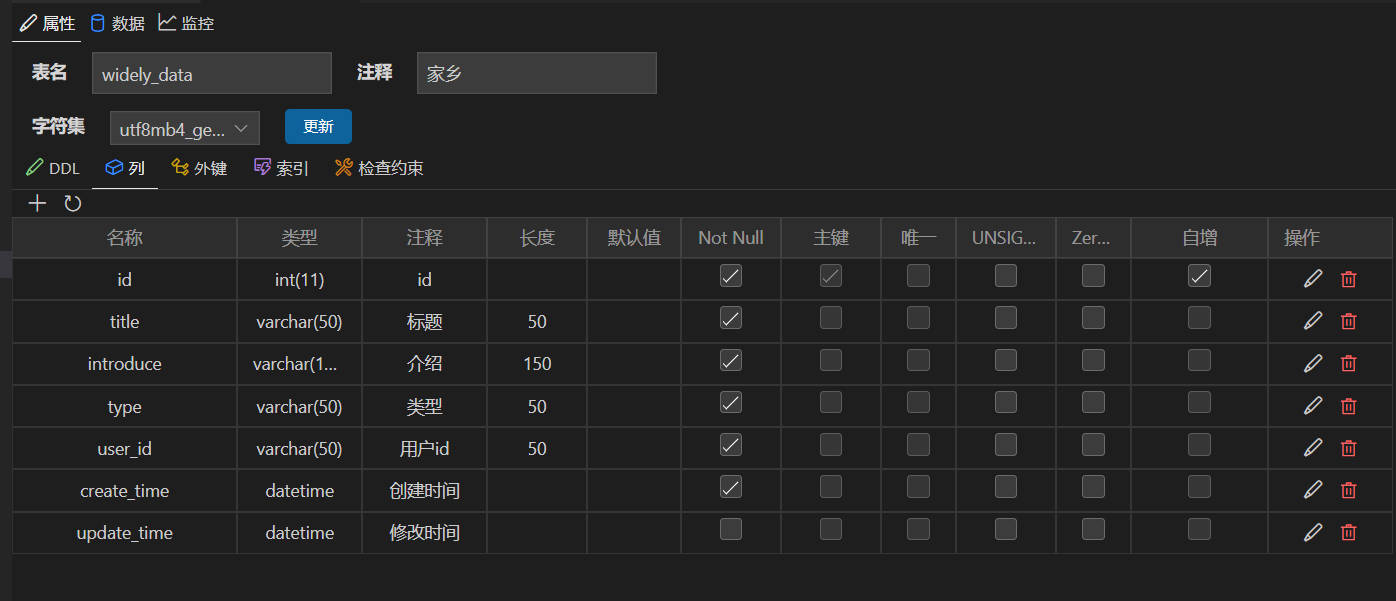 属性 数据 监控
表名 widely_data 注释 家乡
字符集 utf8mb4_ge... 更新
DDL 列 外键 索引 检查约束
名称 类型 注释 长度 默认值 Not Null 主键 唯一 UNSIG... Zer... 自增 操作
id int(11) id
title varchar(50) 标题 50
introduce varchar(1... 介绍 150
type varchar(50) 类型 50
user_id varchar(50) 用户id 50
create_time datetime 创建时间
update_time datetime 修改时间